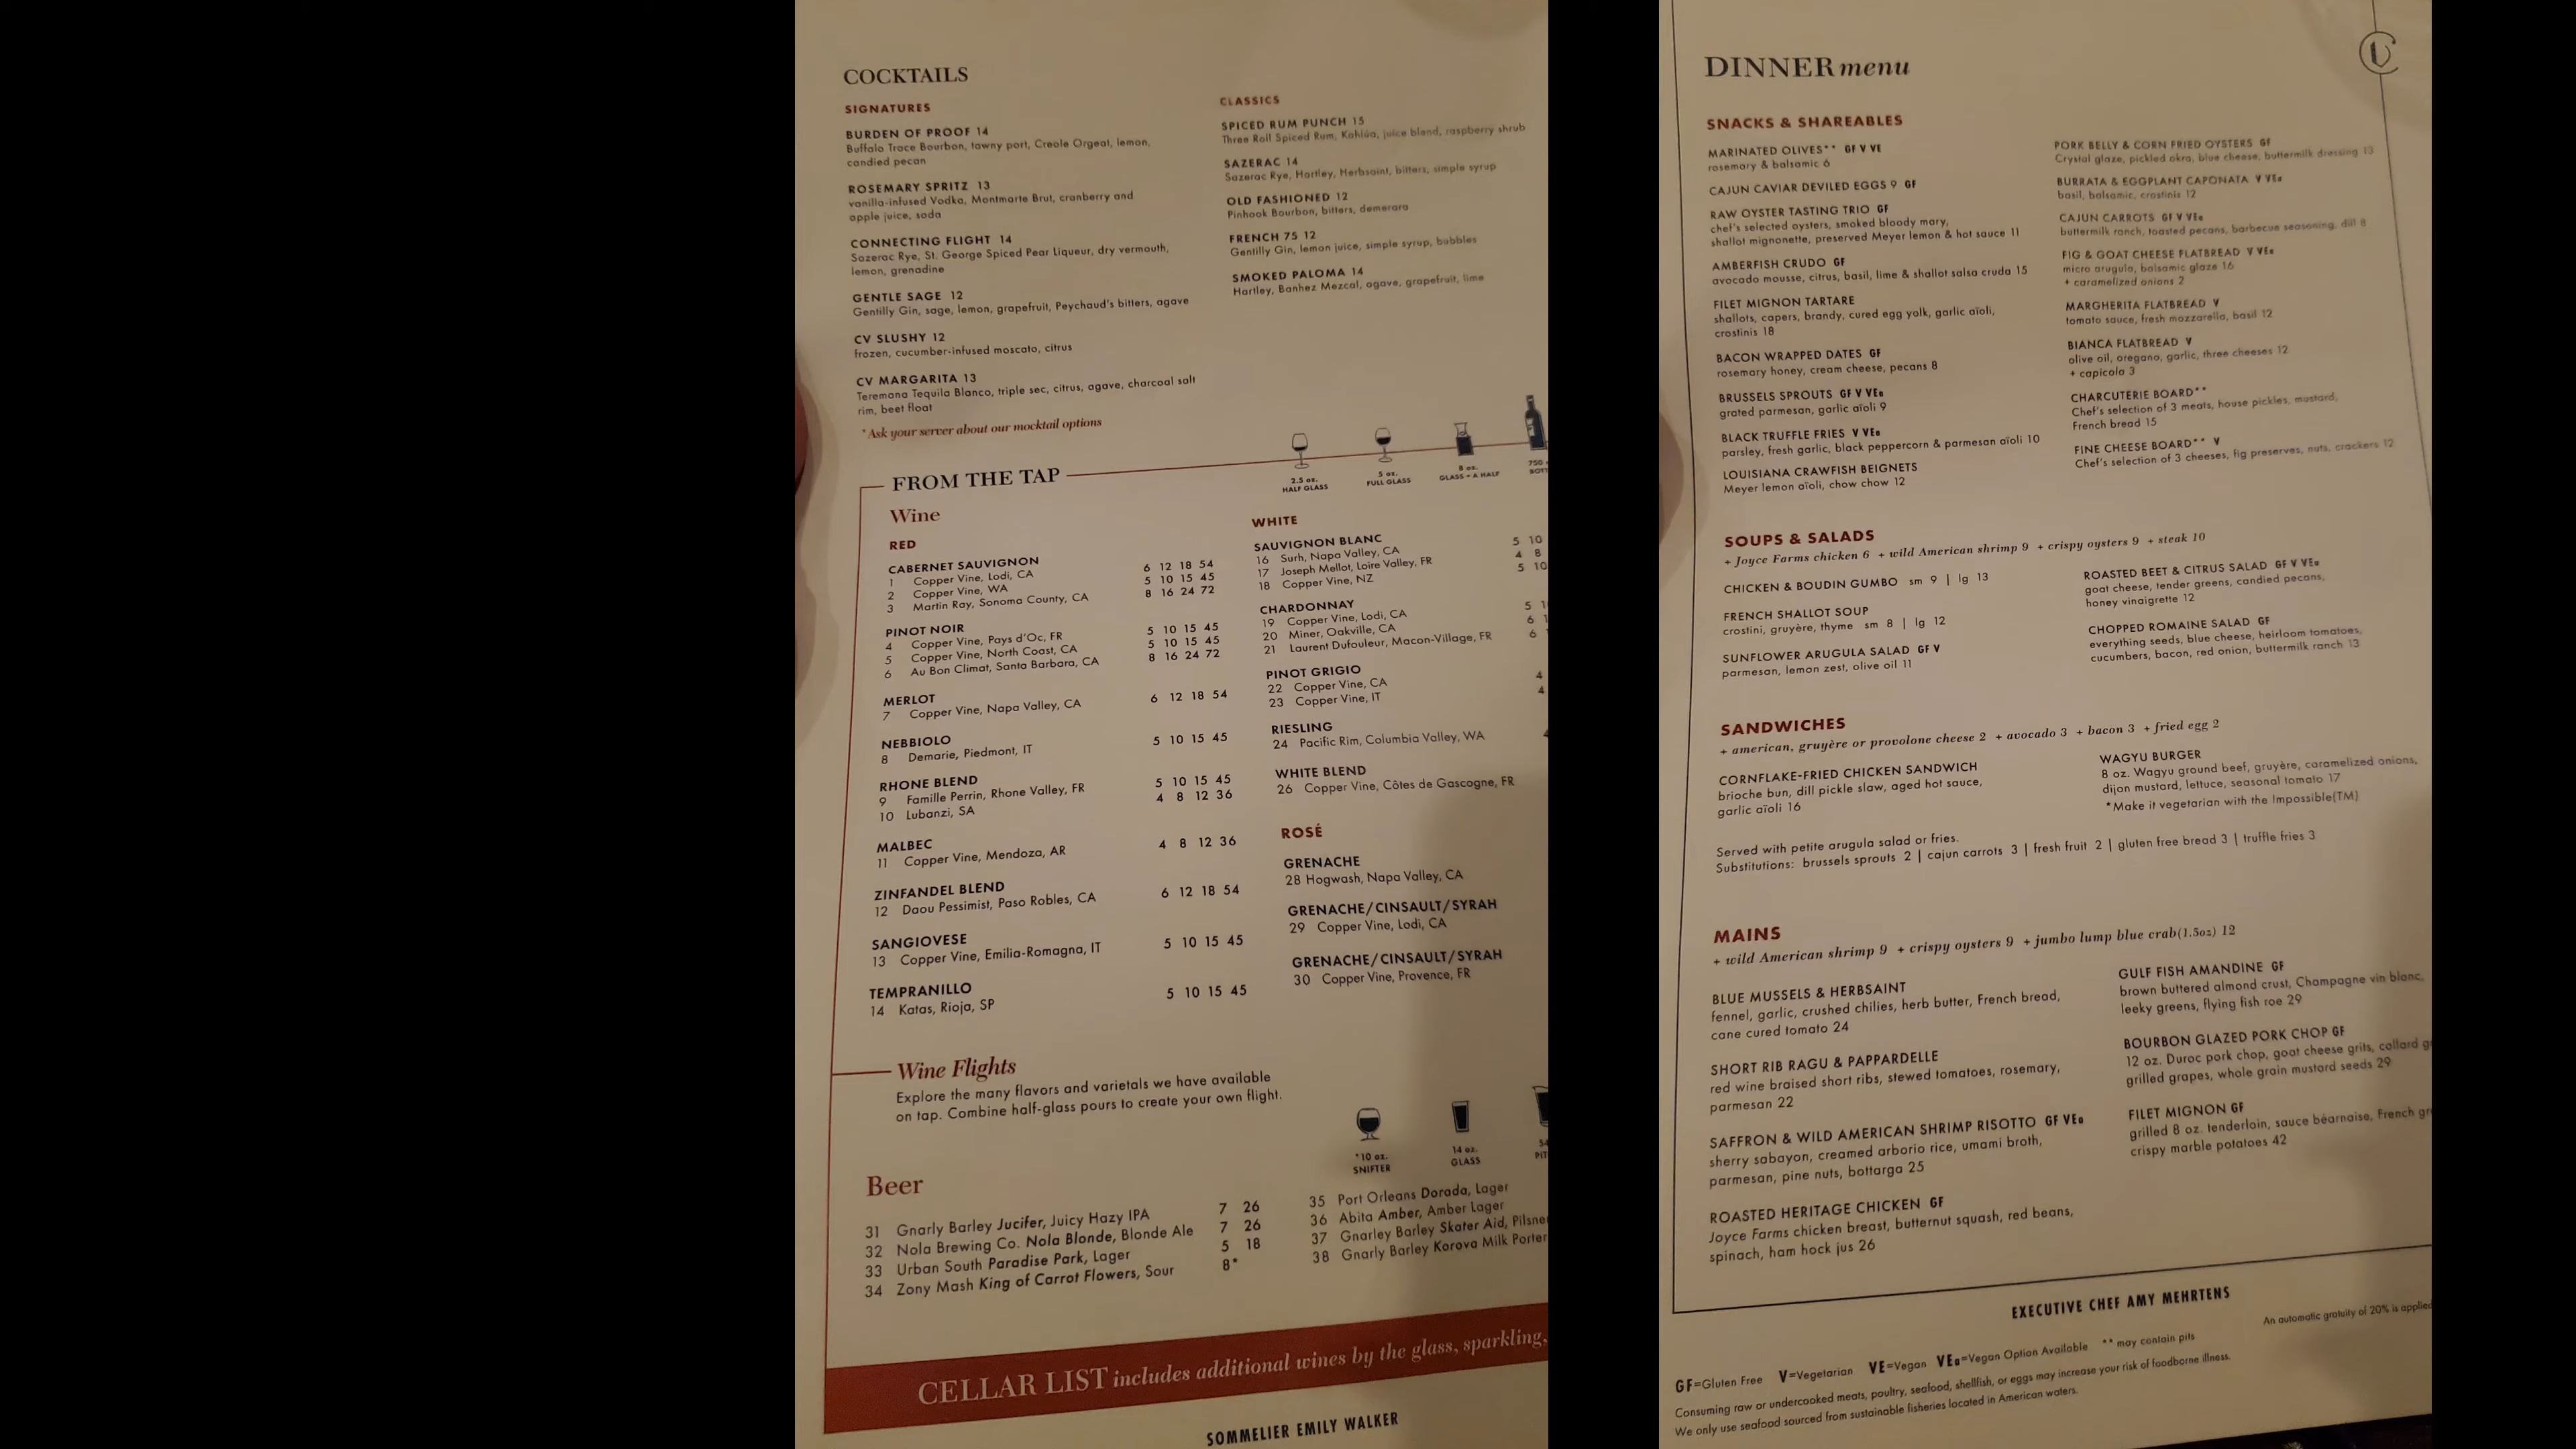 COCKTAILS
SIGNATURES
BURDEN OF PROOF 14
Buffalo Trace Bourbon, tawny port, Creole Orgeat, lemon,
candied pecan
ROSEMARY SPRITZ 13
vanilla-infused Vodka, Montmarte Brut, cranberry and
apple juice, soda
CONNECTING FLIGHT 14
Sazerac Rye, St. George Spiced Pear Liqueur, dry vermouth,
lemon, grenadine
GENTLE SAGE 12
Gentilly Gin, sage, lemon, grapefruit, Peychaud's bitters, agave
CV SLUSHY 12
frozen, cucumber-infused moscato, citrus
CV MARGARITA 13
Teremana Tequila Blanco, triple sec, citrus, agave, charcoal salt
rim, beet float
*Ask your server about our mocktail options
CLASSICS
SPICED RUM PUNCH 15
Three Roll Spiced Rum, Kahlúa, juice blend, raspberry shrub
SAZERAC 14
Sazerac Rye, Hartley, Herbsaint, bitters, simple syrup
OLD FASHIONED 12
Pinhook Bourbon, bitters, demerara
FRENCH 75 12
Gentilly Gin, lemon juice, simple syrup, bubbles
SMOKED PALOMA 14
Hartley, Banhez Mezcal, agave, grapefruit, lime
FROM THE TAP
2.5 oz. HALF GLASS
5 oz. FULL GLASS
8 oz. GLASS + A HALF
750
Wine
RED
CABERNET SAUVIGNON
1 Copper Vine, Lodi, CA 6 12 18 54
2 Copper Vine, WA 5 10 15 45
3 Martin Ray, Sonoma County, CA 8 16 24 72
PINOT NOIR
4 Copper Vine, Pays d'Oc, FR 5 10 15 45
5 Copper Vine, North Coast, CA 5 10 15 45
6 Au Bon Climat, Santa Barbara, CA 8 16 24 72
MERLOT
7 Copper Vine, Napa Valley, CA 6 12 18 54
NEBBIOLO
8 Demarie, Piedmont, IT 5 10 15 45
RHONE BLEND
9 Famille Perrin, Rhone Valley, FR 5 10 15 45
10 Lubanzi, SA 4 8 12 36
MALBEC
11 Copper Vine, Mendoza, AR 4 8 12 36
ZINFANDEL BLEND
12 Daou Pessimist, Paso Robles, CA 6 12 18 54
SANGIOVESE
13 Copper Vine, Emilia-Romagna, IT 5 10 15 45
TEMPRANILLO
14 Katas, Rioja, SP 5 10 15 45
WHITE
SAUVIGNON BLANC
16 Surh, Napa Valley, CA 5 10
17 Joseph Mellot, Loire Valley, FR 4 8
18 Copper Vine, NZ 5 10
CHARDONNAY
19 Copper Vine, Lodi, CA 5
20 Miner, Oakville, CA 6
21 Laurent Dufouleur, Macon-Village, FR 6
PINOT GRIGIO
22 Copper Vine, CA 4
23 Copper Vine, IT 4
RIESLING
24 Pacific Rim, Columbia Valley, WA
WHITE BLEND
26 Copper Vine, Côtes de Gascogne, FR
ROSÉ
GRENACHE
28 Hogwash, Napa Valley, CA
GRENACHE/CINSAULT/SYRAH
29 Copper Vine, Lodi, CA
GRENACHE/CINSAULT/SYRAH
30 Copper Vine, Provence, FR
Wine Flights
Explore the many flavors and varietals we have available
on tap. Combine half-glass pours to create your own flight.
*10 oz. SNIFTER
14 oz. GLASS
Beer
31 Gnarly Barley Jucifer, Juicy Hazy IPA 7 26
32 Nola Brewing Co. Nola Blonde, Blonde Ale 7 26
33 Urban South Paradise Park, Lager 5 18
34 Zony Mash King of Carrot Flowers, Sour 8*
35 Port Orleans Dorada, Lager
36 Abita Amber, Amber Lager
37 Gnarley Barley Skater Aid, Pilsner
38 Gnarly Barley Korova Milk Porter
CELLAR LIST includes additional wines by the glass, sparkling,
SOMMELIER EMILY WALKER
DINNER menu
SNACKS & SHAREABLES
MARINATED OLIVES** GF V VE
rosemary & balsamic 6
CAJUN CAVIAR DEVILED EGGS 9 GF
RAW OYSTER TASTING TRIO GF
chef's selected oysters, smoked bloody mary,
shallot mignonette, preserved Meyer lemon & hot sauce 11
AMBERFISH CRUDO GF
avocado mousse, citrus, basil, lime & shallot salsa cruda 15
FILET MIGNON TARTARE
shallots, capers, brandy, cured egg yolk, garlic aïoli,
crostinis 18
BACON WRAPPED DATES GF
rosemary honey, cream cheese, pecans 8
BRUSSELS SPROUTS GF V VEo
grated parmesan, garlic aïoli 9
BLACK TRUFFLE FRIES V VEo
parsley, fresh garlic, black peppercorn & parmesan aïoli 10
LOUISIANA CRAWFISH BEIGNETS
Meyer lemon aïoli, chow chow 12
PORK BELLY & CORN FRIED OYSTERS GF
Crystal glaze, pickled okra, blue cheese, buttermilk dressing 13
BURRATA & EGGPLANT CAPONATA V VEo
basil, balsamic, crostinis 12
CAJUN CARROTS GF V VEo
buttermilk ranch, toasted pecans, barbecue seasoning, dill 8
FIG & GOAT CHEESE FLATBREAD V VEo
micro arugula, balsamic glaze 16
+ caramelized onions 2
MARGHERITA FLATBREAD V
tomato sauce, fresh mozzarella, basil 12
BIANCA FLATBREAD V
olive oil, oregano, garlic, three cheeses 12
+ capicola 3
CHARCUTERIE BOARD**
Chef's selection of 3 meats, house pickles, mustard,
French bread 15
FINE CHEESE BOARD** V
Chef's selection of 3 cheeses, fig preserves, nuts, crackers 12
SOUPS & SALADS
+ Joyce Farms chicken 6 + wild American shrimp 9 + crispy oysters 9 + steak 10
CHICKEN & BOUDIN GUMBO sm 9 | lg 13
FRENCH SHALLOT SOUP
crostini, gruyère, thyme sm 8 | lg 12
SUNFLOWER ARUGULA SALAD GF V
parmesan, lemon zest, olive oil 11
ROASTED BEET & CITRUS SALAD GF V VEo
goat cheese, tender greens, candied pecans,
honey vinaigrette 12
CHOPPED ROMAINE SALAD GF
everything seeds, blue cheese, heirloom tomatoes,
cucumbers, bacon, red onion, buttermilk ranch 13
SANDWICHES
+ american, gruyère or provolone cheese 2 + avocado 3 + bacon 3 + fried egg 2
CORNFLAKE-FRIED CHICKEN SANDWICH
brioche bun, dill pickle slaw, aged hot sauce,
garlic aïoli 16
WAGYU BURGER
8 oz. Wagyu ground beef, gruyère, caramelized onions,
dijon mustard, lettuce, seasonal tomato 17
*Make it vegetarian with the Impossible(TM)
Served with petite arugula salad or fries.
Substitutions: brussels sprouts 2 | cajun carrots 3 | fresh fruit 2 | gluten free bread 3 | truffle fries 3
MAINS
+ wild American shrimp 9 + crispy oysters 9 + jumbo lump blue crab(1.5oz) 12
BLUE MUSSELS & HERBSAINT
fennel, garlic, crushed chilies, herb butter, French bread,
cane cured tomato 24
SHORT RIB RAGU & PAPPARDELLE
red wine braised short ribs, stewed tomatoes, rosemary,
parmesan 22
SAFFRON & WILD AMERICAN SHRIMP RISOTTO GF VEo
sherry sabayon, creamed arborio rice, umami broth,
parmesan, pine nuts, bottarga 25
ROASTED HERITAGE CHICKEN GF
Joyce Farms chicken breast, butternut squash, red beans,
spinach, ham hock jus 26
GULF FISH AMANDINE GF
brown buttered almond crust, Champagne vin blanc,
leeky greens, flying fish roe 29
BOURBON GLAZED PORK CHOP GF
12 oz. Duroc pork chop, goat cheese grits, collard
grilled grapes, whole grain mustard seeds 29
FILET MIGNON GF
grilled 8 oz. tenderloin, sauce béarnaise, French
crispy marble potatoes 42
EXECUTIVE CHEF AMY MEHRTENS
An automatic gratuity of 20% is applied
GF=Gluten Free V=Vegetarian VE=Vegan VEo=Vegan Option Available ** may contain pits
Consuming raw or undercooked meats, poultry, seafood, shellfish, or eggs may increase your risk of foodborne illness.
We only use seafood sourced from sustainable fisheries located in American waters.